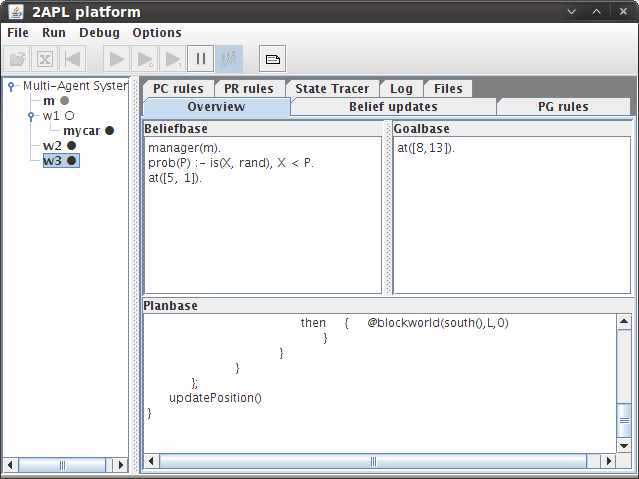 2APL platform
File Run Debug Options
Multi-Agent System
m
w1
mycar
w2
w3
PC rules PR rules State Tracer Log Files
Overview Belief updates PG rules
Beliefbase
manager(m).
prob(P) :- is(X, rand), X < P.
at([5, 1]).
Goalbase
at([8,13]).
Planbase
then { @blockworld(south(),L,0)
}
}
}
};
updatePosition()
}